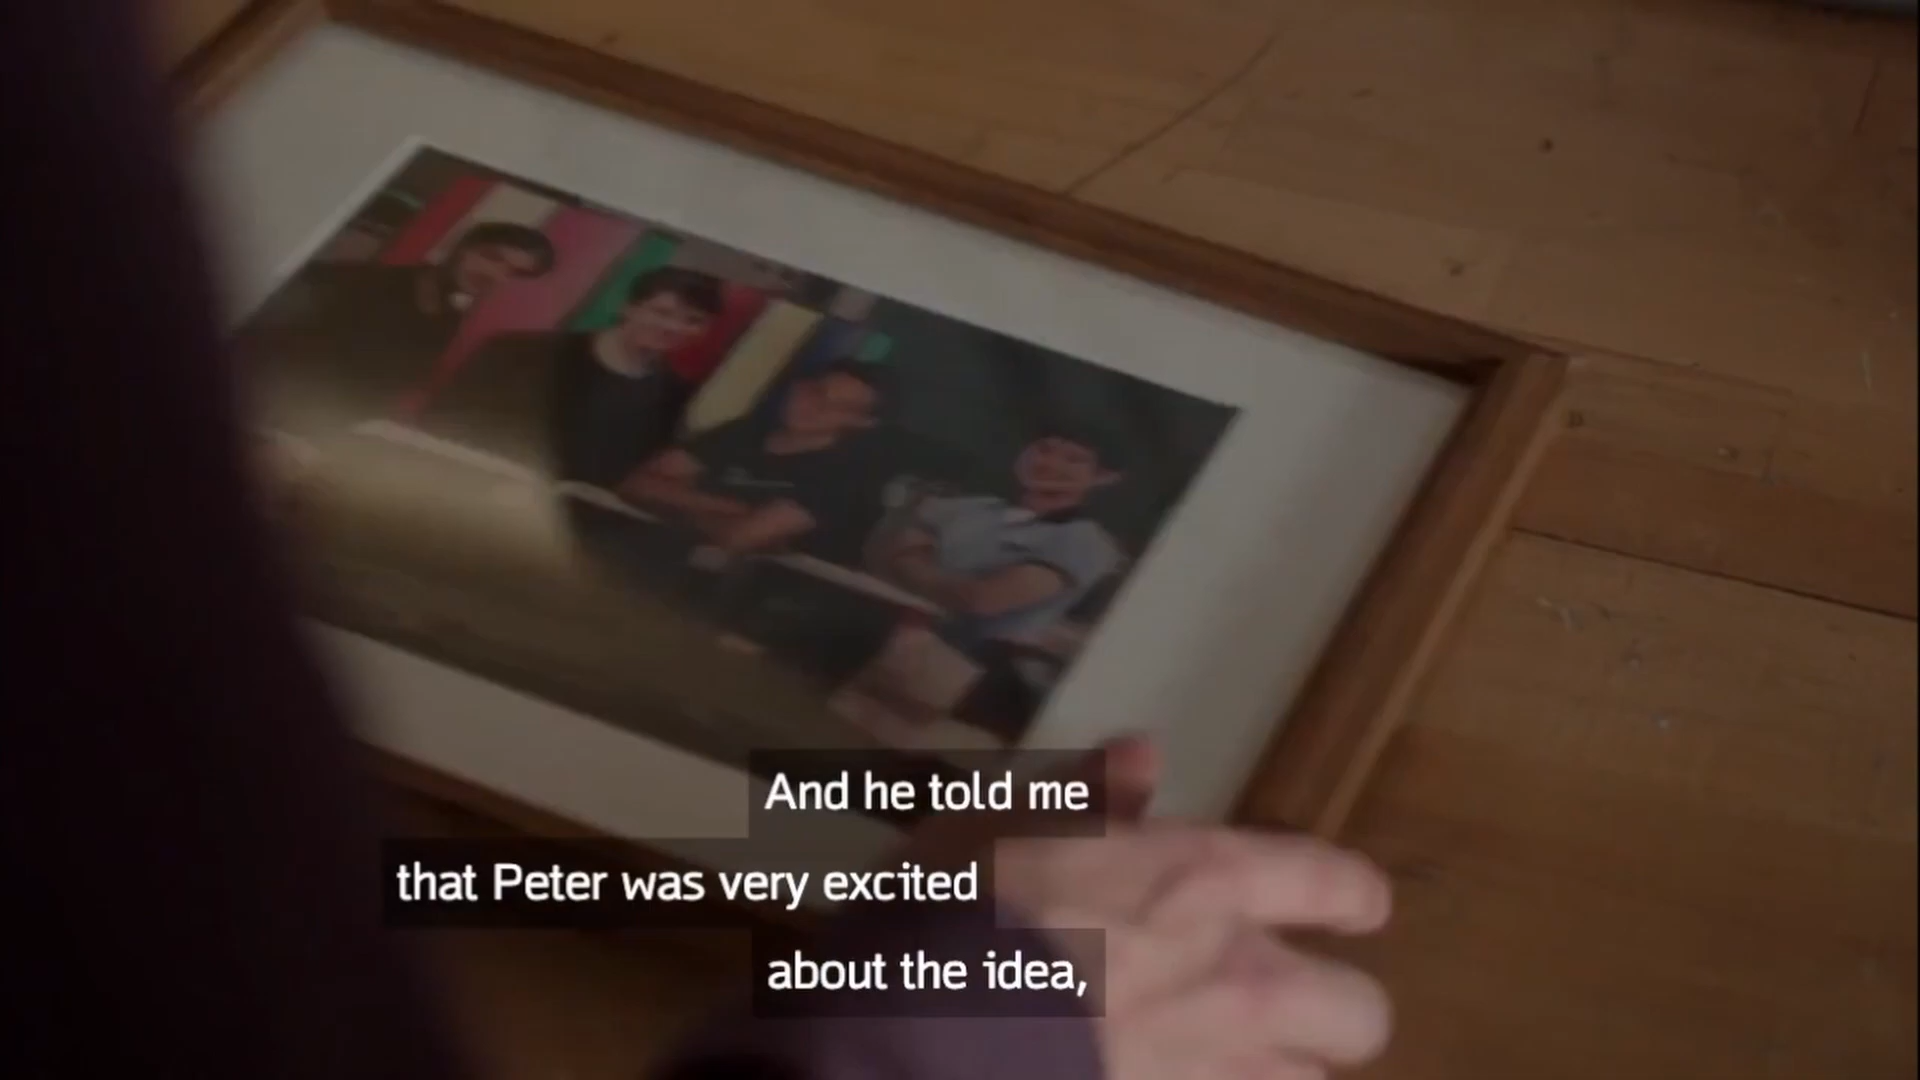 And he told me
that Peter was very excited
about the idea,